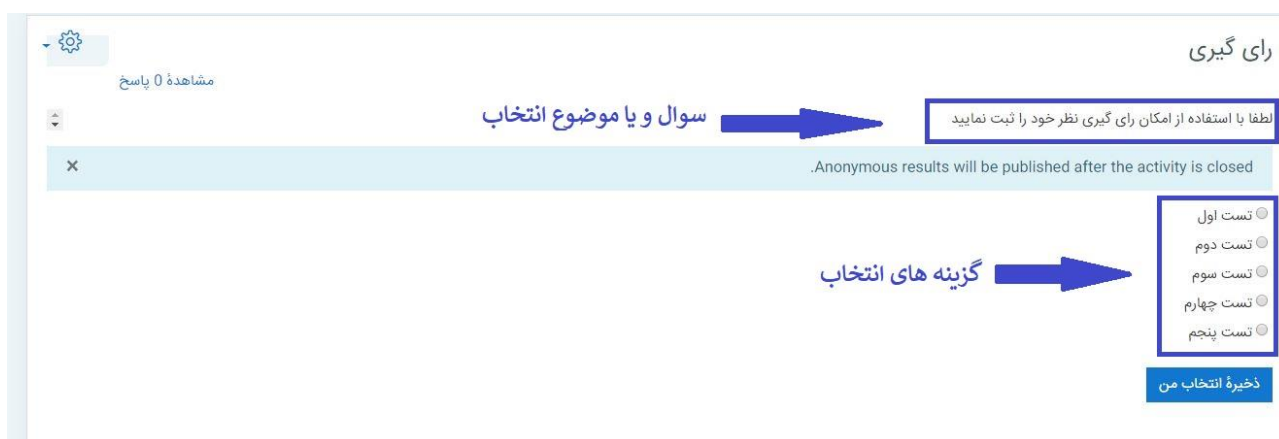 رای گیری
مشاهدهٔ 0 پاسخ
لطفا با استفاده از امکان رای گیری نظر خود را ثبت نمایید
سوال و یا موضوع انتخاب
Anonymous results will be published after the activity is closed.
×
تست اول
تست دوم
تست سوم
گزینه های انتخاب
تست چهارم
تست پنجم
ذخیرهٔ انتخاب من